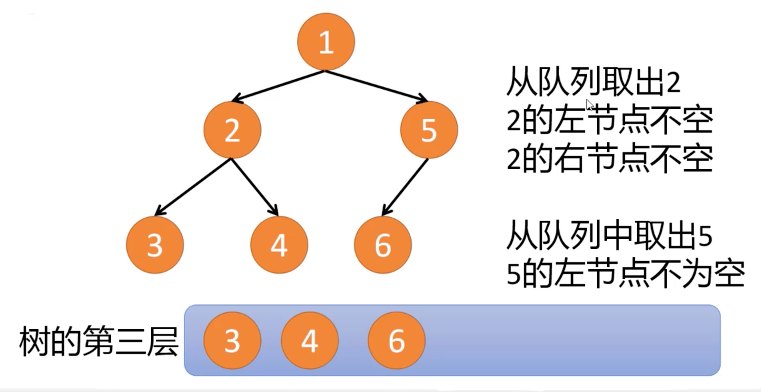 1
2 5
从队列取出2
2的左节点不空
2的右节点不空
3 4 6
从队列中取出5
5的左节点不为空
树的第三层 3 4 6